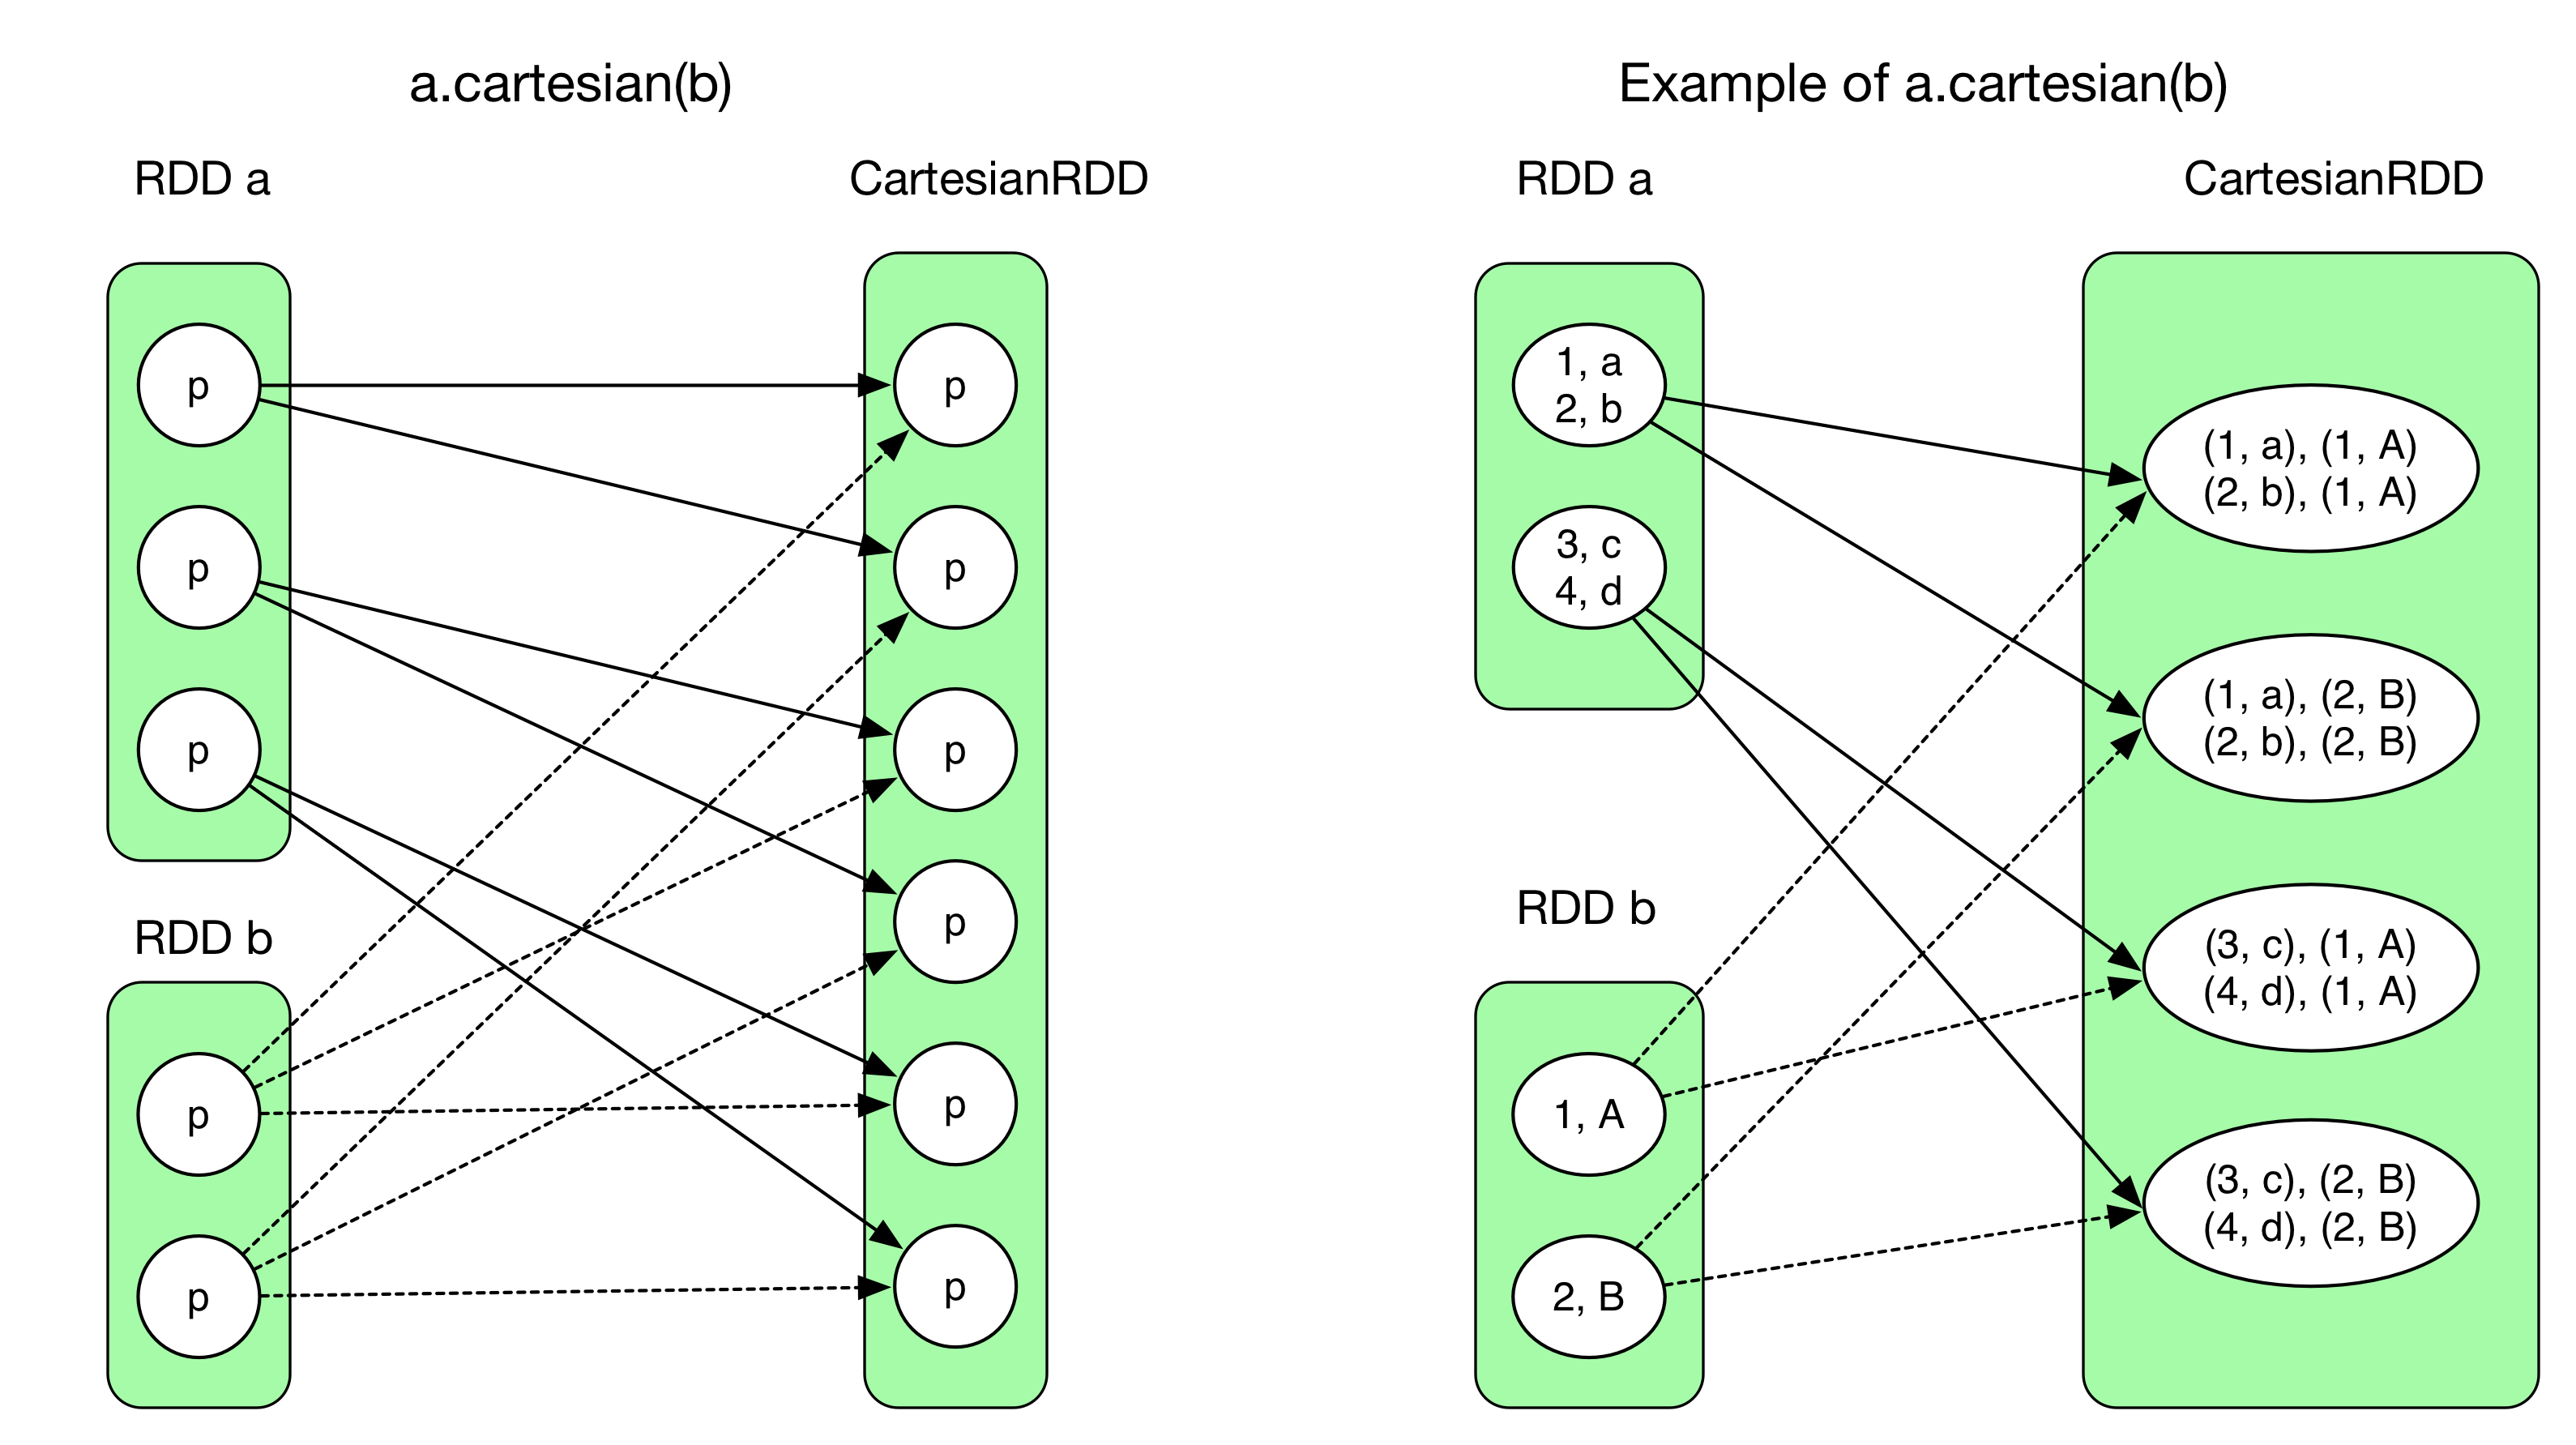 a.cartesian(b)
RDD a
CartesianRDD
p
p
p
RDD b
p
p
p
p
p
p
p
p
Example of a.cartesian(b)
RDD a
CartesianRDD
1, a
2, b
3, c
4, d
RDD b
1, A
2, B
(1, a), (1, A)
(2, b), (1, A)
(1, a), (2, B)
(2, b), (2, B)
(3, c), (1, A)
(4, d), (1, A)
(3, c), (2, B)
(4, d), (2, B)